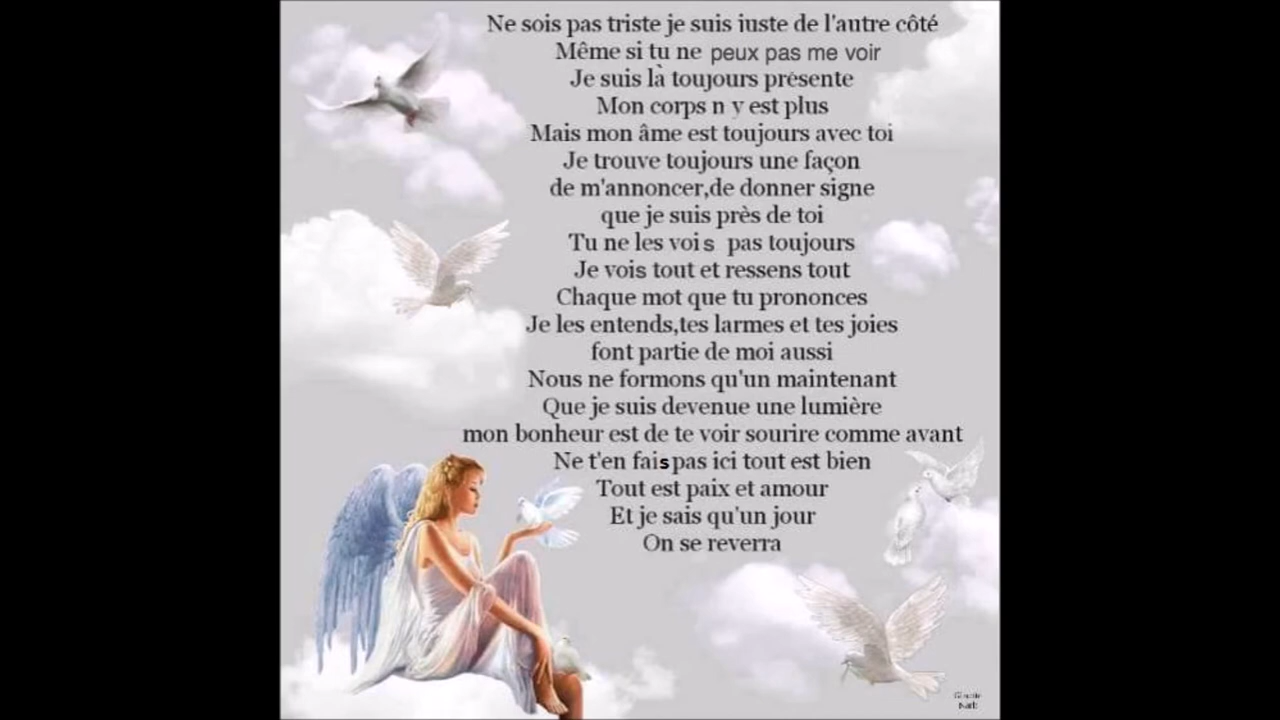 Ne sois pas triste je suis juste de l'autre côté
Même si tu ne peux pas me voir
Je suis là toujours présente
Mon corps n y est plus
Mais mon âme est toujours avec toi
Je trouve toujours une façon
de m'annoncer,de donner signe
que je suis près de toi
Tu ne les vois pas toujours
Je vois tout et ressens tout
Chaque mot que tu prononces
Je les entends,tes larmes et tes joies
font partie de moi aussi
Nous ne formons qu'un maintenant
Que je suis devenue une lumière
mon bonheur est de te voir sourire comme avant
Ne t'en fais pas ici tout est bien
Tout est paix et amour
Et je sais qu'un jour
On se reverra